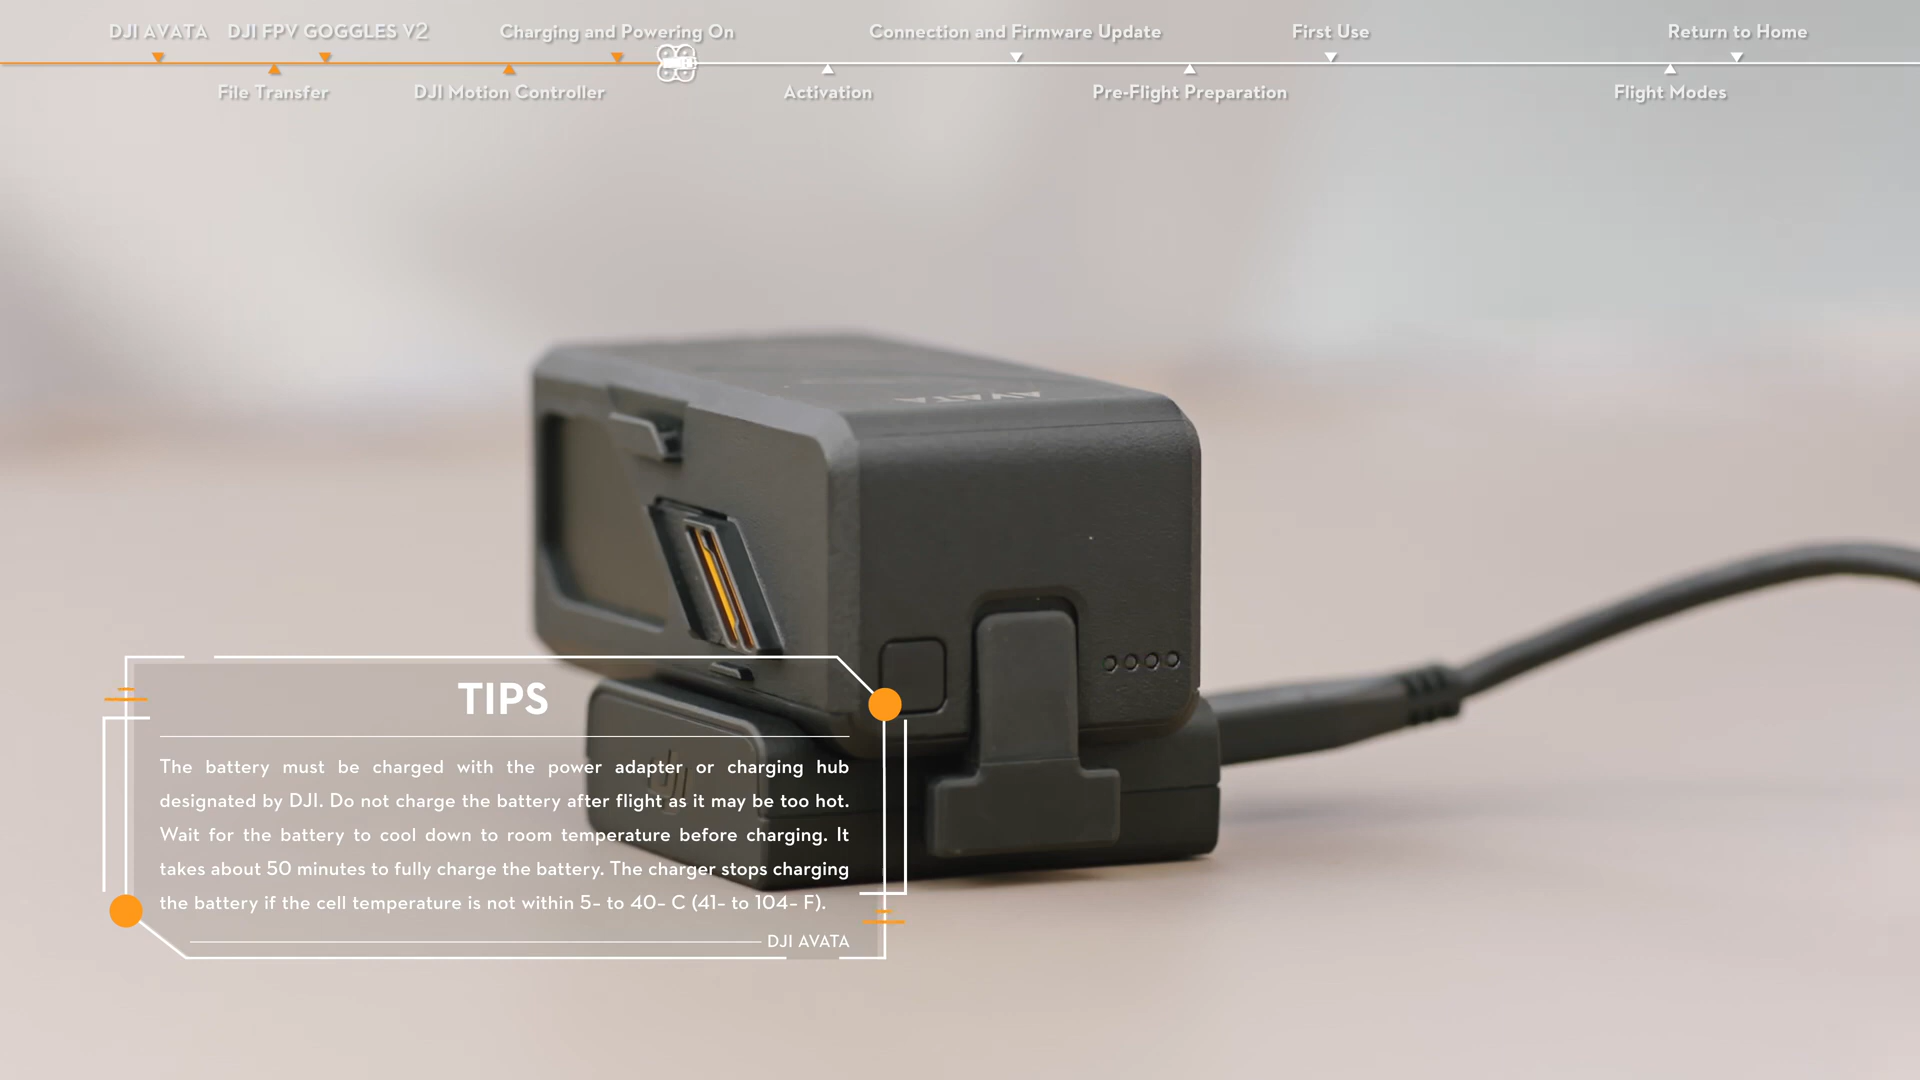 DJI AVATA DJI FPV GOGGLES V2 Charging and Powering On Connection and Firmware Update First Use Return to Home
File Transfer DJI Motion Controller Activation Pre-Flight Preparation Flight Modes
AVATA
TIPS
The battery must be charged with the power adapter or charging hub
designated by DJI. Do not charge the battery after flight as it may be too hot.
Wait for the battery to cool down to room temperature before charging. It
takes about 50 minutes to fully charge the battery. The charger stops charging
the battery if the cell temperature is not within 5- to 40- C (41- to 104- F).
DJI AVATA
dji